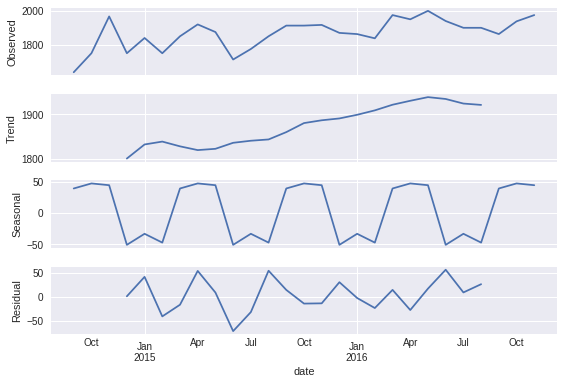 Observed
2000
1800
Trend
1900
1800
Seasonal
50
0
−50
Residual
50
0
−50
Oct Jan Apr Jul Oct Jan Apr Jul Oct
2015 2016
date